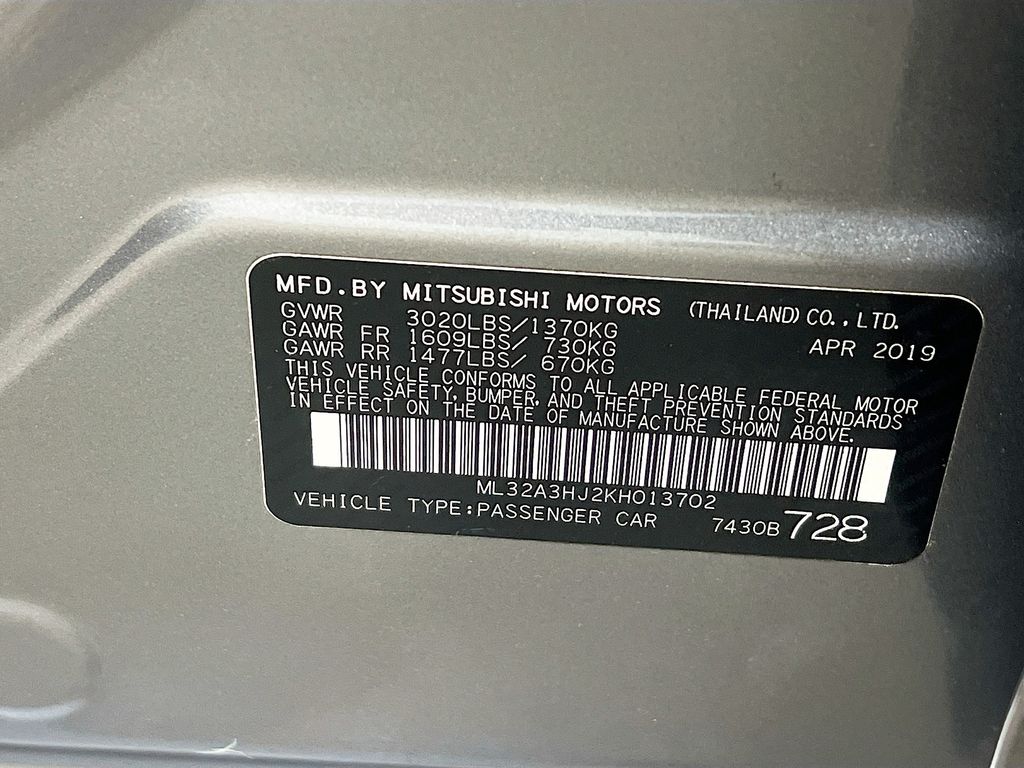 MFD.BY MITSUBISHI MOTORS (THAILAND) CO.,LTD.
GVWR 3020LBS/1370KG APR 2019
GAWR FR 1609LBS/ 730KG
GAWR RR 1477LBS/ 670KG
THIS VEHICLE CONFORMS TO ALL APPLICABLE FEDERAL MOTOR
VEHICLE SAFETY, BUMPER, AND THEFT PREVENTION STANDARDS
IN EFFECT ON THE DATE OF MANUFACTURE SHOWN ABOVE.
ML32A3HJ2KH013702
VEHICLE TYPE:PASSENGER CAR 7430B 728